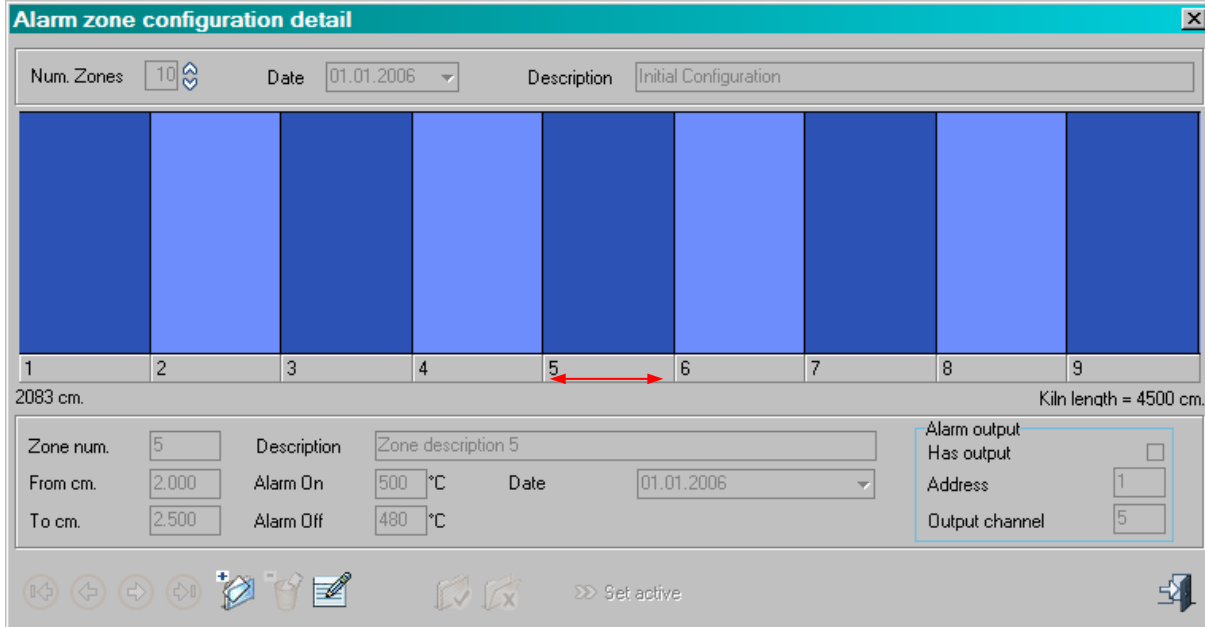 Alarm zone configuration detail
Num. Zones 10 Date 01.01.2006 Description Initial Configuration
1 2 3 4 5 6 7 8 9
2083 cm. Kiln length = 4500 cm.
Alarm output
Zone num. 5 Description Zone description 5 Has output
From cm. 2.000 Alarm On 500 °C Date 01.01.2006 Address 1
To cm. 2.500 Alarm Off 480 °C Output channel 5
Set active